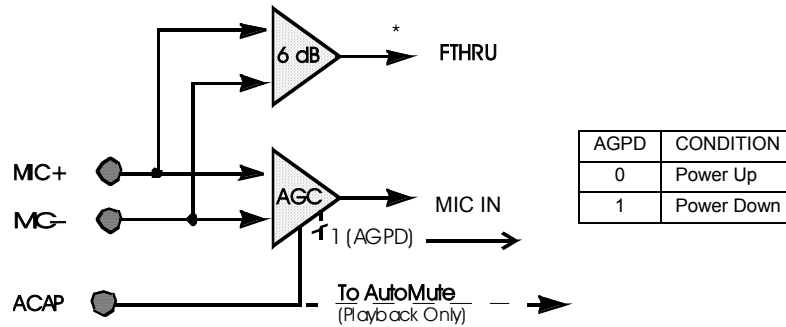 *
6 dB
FTHRU
MIC+
MIC–
AGC
MIC IN
1 (AGPD)
ACAP
To AutoMute
(Playback Only)
AGPD CONDITION
0 Power Up
1 Power Down